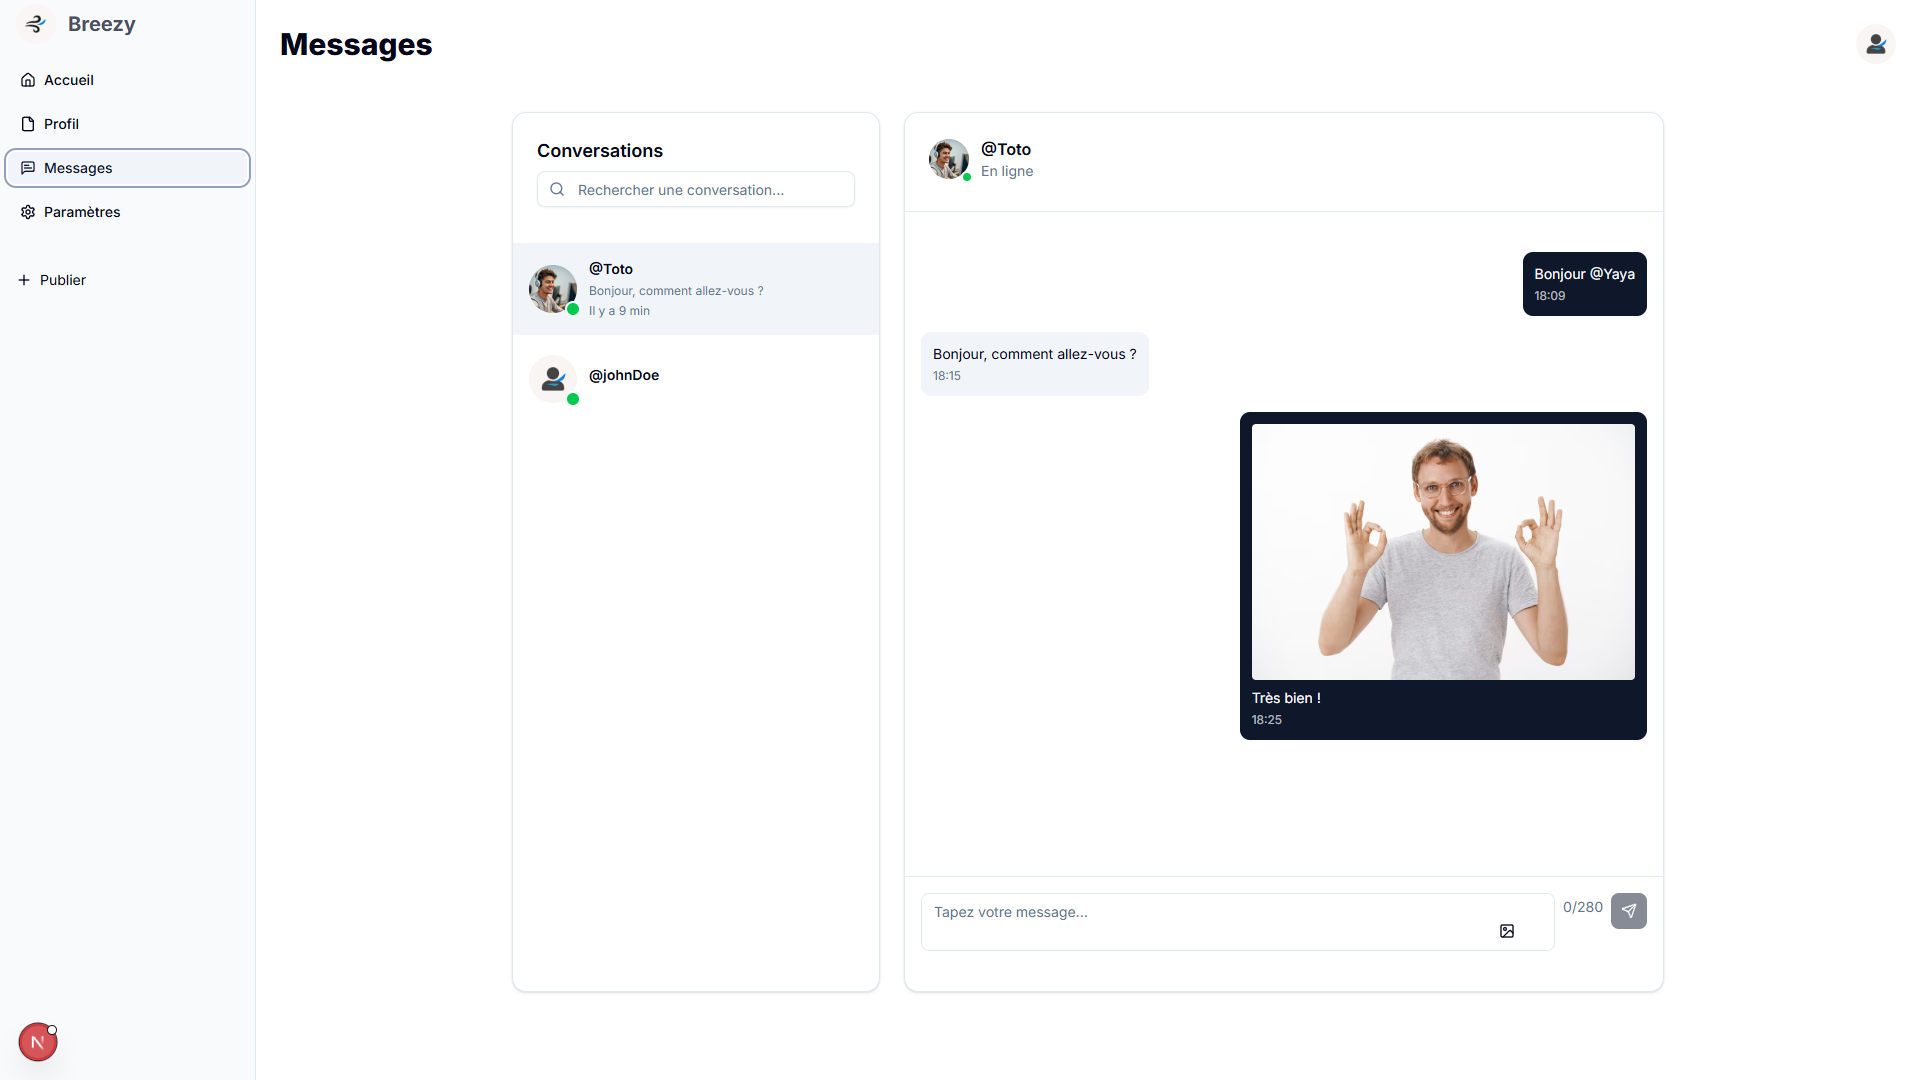 Breezy
Accueil
Profil
Messages
Paramètres
Publier
N
Messages
Conversations
Rechercher une conversation...
@Toto
Bonjour, comment allez-vous ?
Il y a 9 min
@johnDoe
@Toto
En ligne
Bonjour @Yaya
18:09
Bonjour, comment allez-vous ?
18:15
Très bien !
18:25
Tapez votre message...
0/280